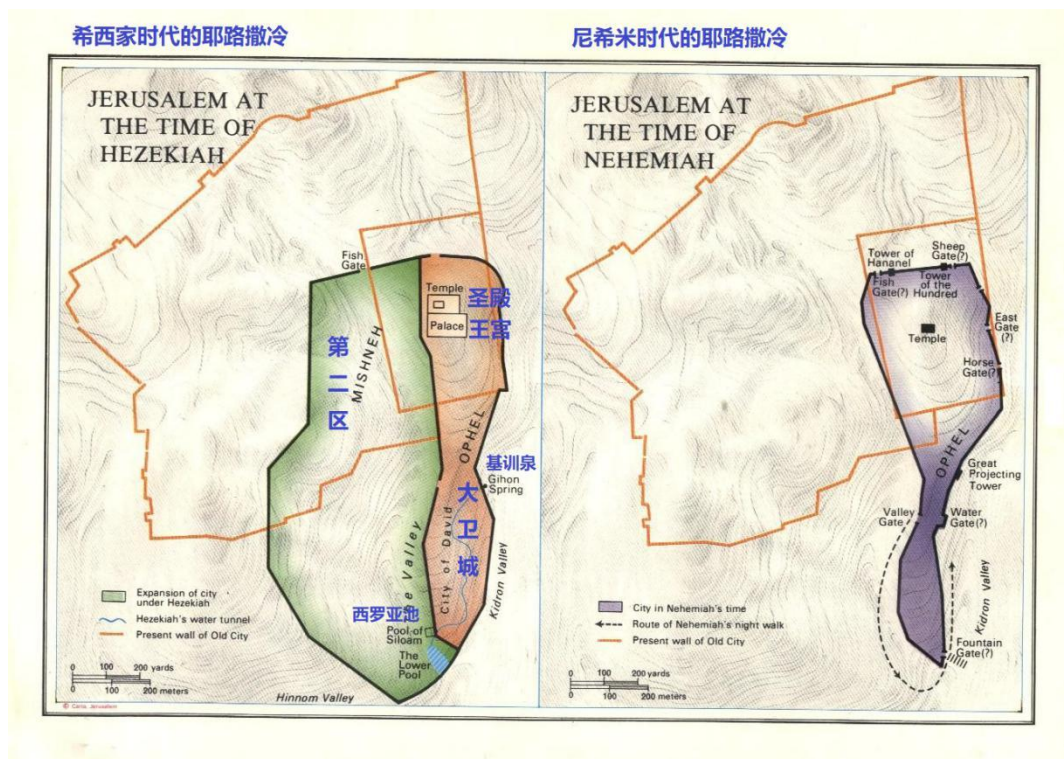 希西家时代的耶路撒冷
尼希米时代的耶路撒冷
JERUSALEM AT
THE TIME OF
HEZEKIAH
Fish
Gate
Temple
圣殿
Palace
王宫
第
二
区
MISHNEH
OPHEL
基训泉
Gihon
Spring
大
卫
城
City of David
The Valley
Kidron Valley
西罗亚池
Pool of
Siloam
The
Lower
Pool
Hinnom Valley
Expansion of city
under Hezekiah
Hezekiah's water tunnel
Present wall of Old City
0 100 200 yards
0 100 200 meters
© Carta, Jerusalem
JERUSALEM AT
THE TIME OF
NEHEMIAH
Tower of
Hananel
Sheep
Gate(?)
Fish
Gate(?)
Tower
of the
Hundred
East
Gate
(?)
Temple
Horse
Gate(?)
OPHEL
Great
Projecting
Tower
Valley
Gate
Water
Gate(?)
Kidron Valley
Fountain
Gate(?)
City in Nehemiah's time
Route of Nehemiah's night walk
Present wall of Old City
0 100 200 yards
0 100 200 meters